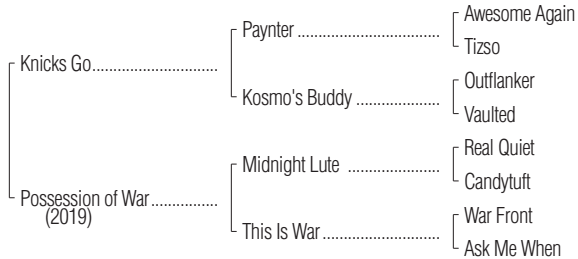 Awesome Again
Paynter ..............................
Tizso
Knicks Go..........................
Outflanker
Kosmo's Buddy ..................
Vaulted
Real Quiet
Midnight Lute ...................
Candytuft
Possession of War..............
(2019)
War Front
This Is War.........................
Ask Me When